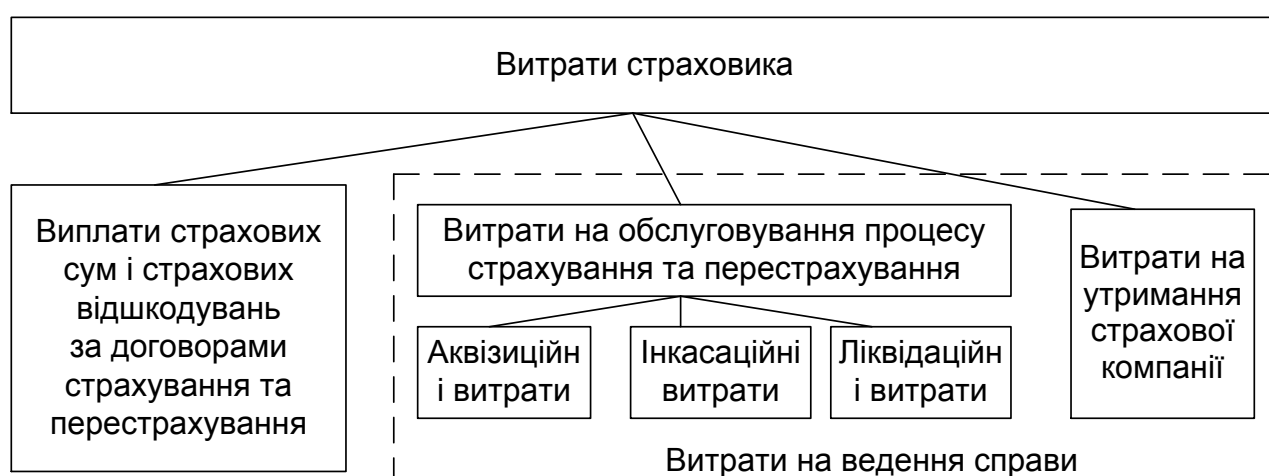 Витрати страховика
Виплати страхових
сум і страхових
відшкодувань
за договорами
страхування та
перестрахування
Витрати на обслуговування процесу
страхування та перестрахування
Аквізиційн
і витрати
Інкасаційні
витрати
Ліквідаційн
і витрати
Витрати на
утримання
страхової
компанії
Витрати на ведення справи